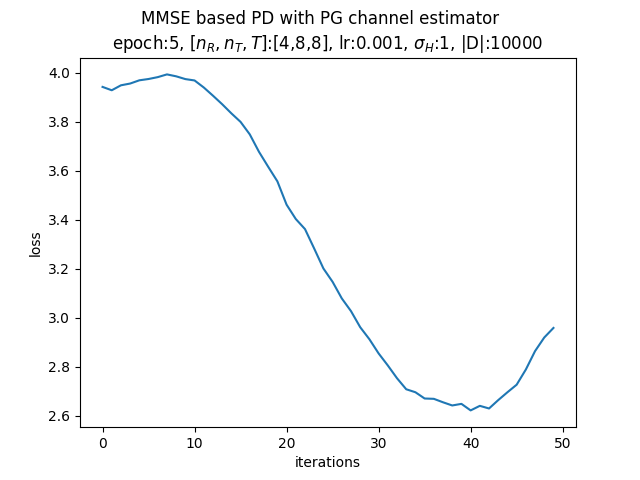 MMSE based PD with PG channel estimator
epoch:5, [n_R, n_T, T]:[4,8,8], lr:0.001, σ_H:1, |D|:10000
4.0
3.8
3.6
3.4
3.2
3.0
2.8
2.6
loss
0 10 20 30 40 50
iterations